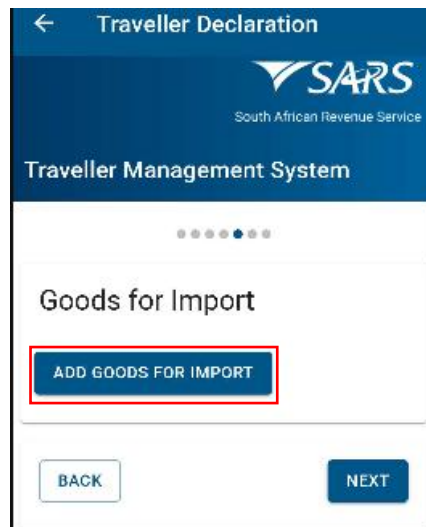 Traveller Declaration
SARS
South African Revenue Service
Traveller Management System
Goods for Import
ADD GOODS FOR IMPORT
BACK
NEXT